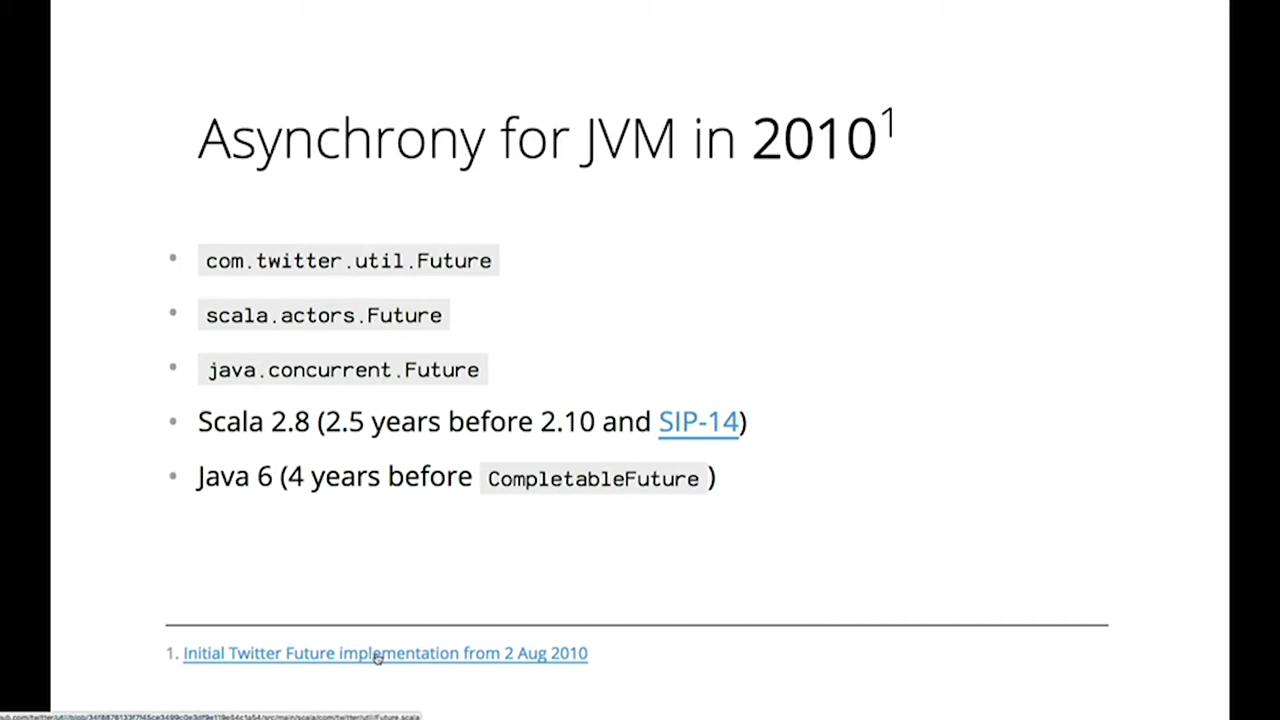 Asynchrony for JVM in 2010¹
• com.twitter.util.Future
• scala.actors.Future
• java.concurrent.Future
• Scala 2.8 (2.5 years before 2.10 and SIP-14)
• Java 6 (4 years before CompletableFuture)
1. Initial Twitter Future implementation from 2 Aug 2010